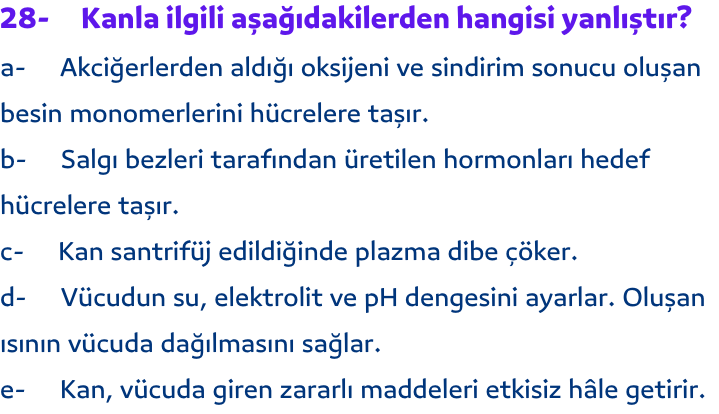 28- Kanla ilgili aşağıdakilerden hangisi yanlıştır?
a- Akciğerlerden aldığı oksijeni ve sindirim sonucu oluşan
besin monomerlerini hücrelere taşır.
b- Salgı bezleri tarafından üretilen hormonları hedef
hücrelere taşır.
c- Kan santrifüj edildiğinde plazma dibe çöker.
d- Vücudun su, elektrolit ve pH dengesini ayarlar. Oluşan
ısının vücuda dağılmasını sağlar.
e- Kan, vücuda giren zararlı maddeleri etkisiz hâle getirir.